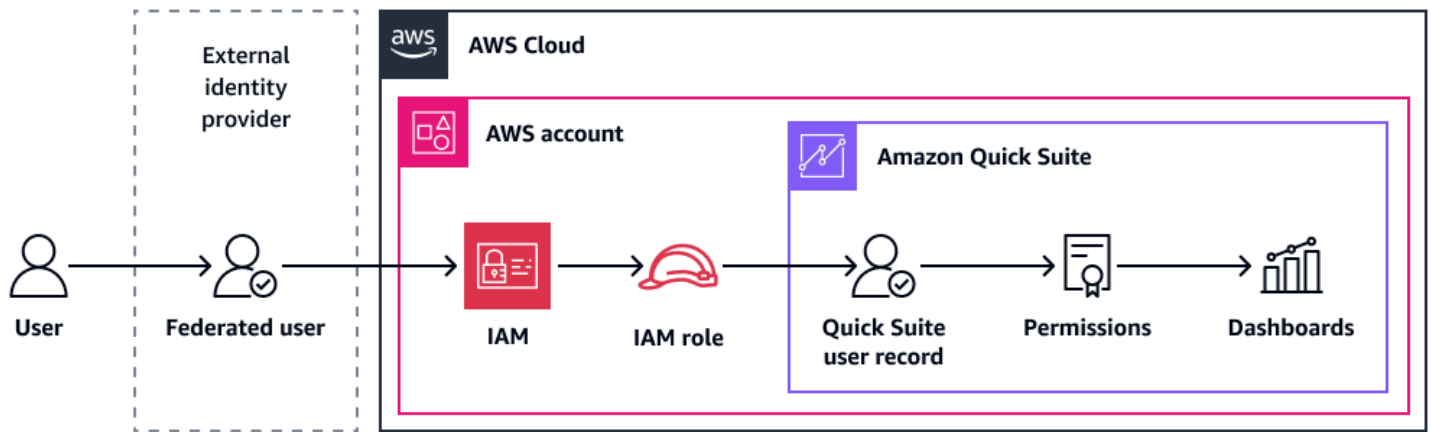 External
identity
provider
aws
AWS Cloud
AWS account
Amazon Quick Suite
User
Federated user
IAM
IAM role
Quick Suite
user record
Permissions
Dashboards